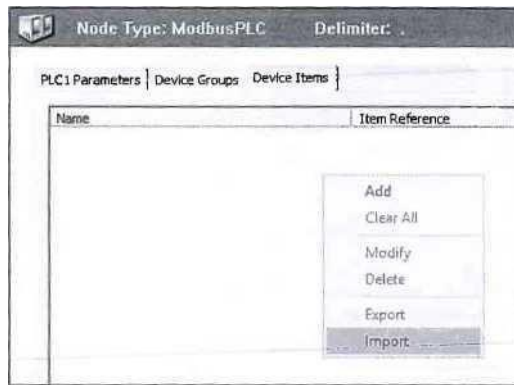 Node Type: ModbusPLC Delimiter: .
PLC1 Parameters Device Groups Device Items
Name Item Reference
Add
Clear All
Modify
Delete
Export
Import